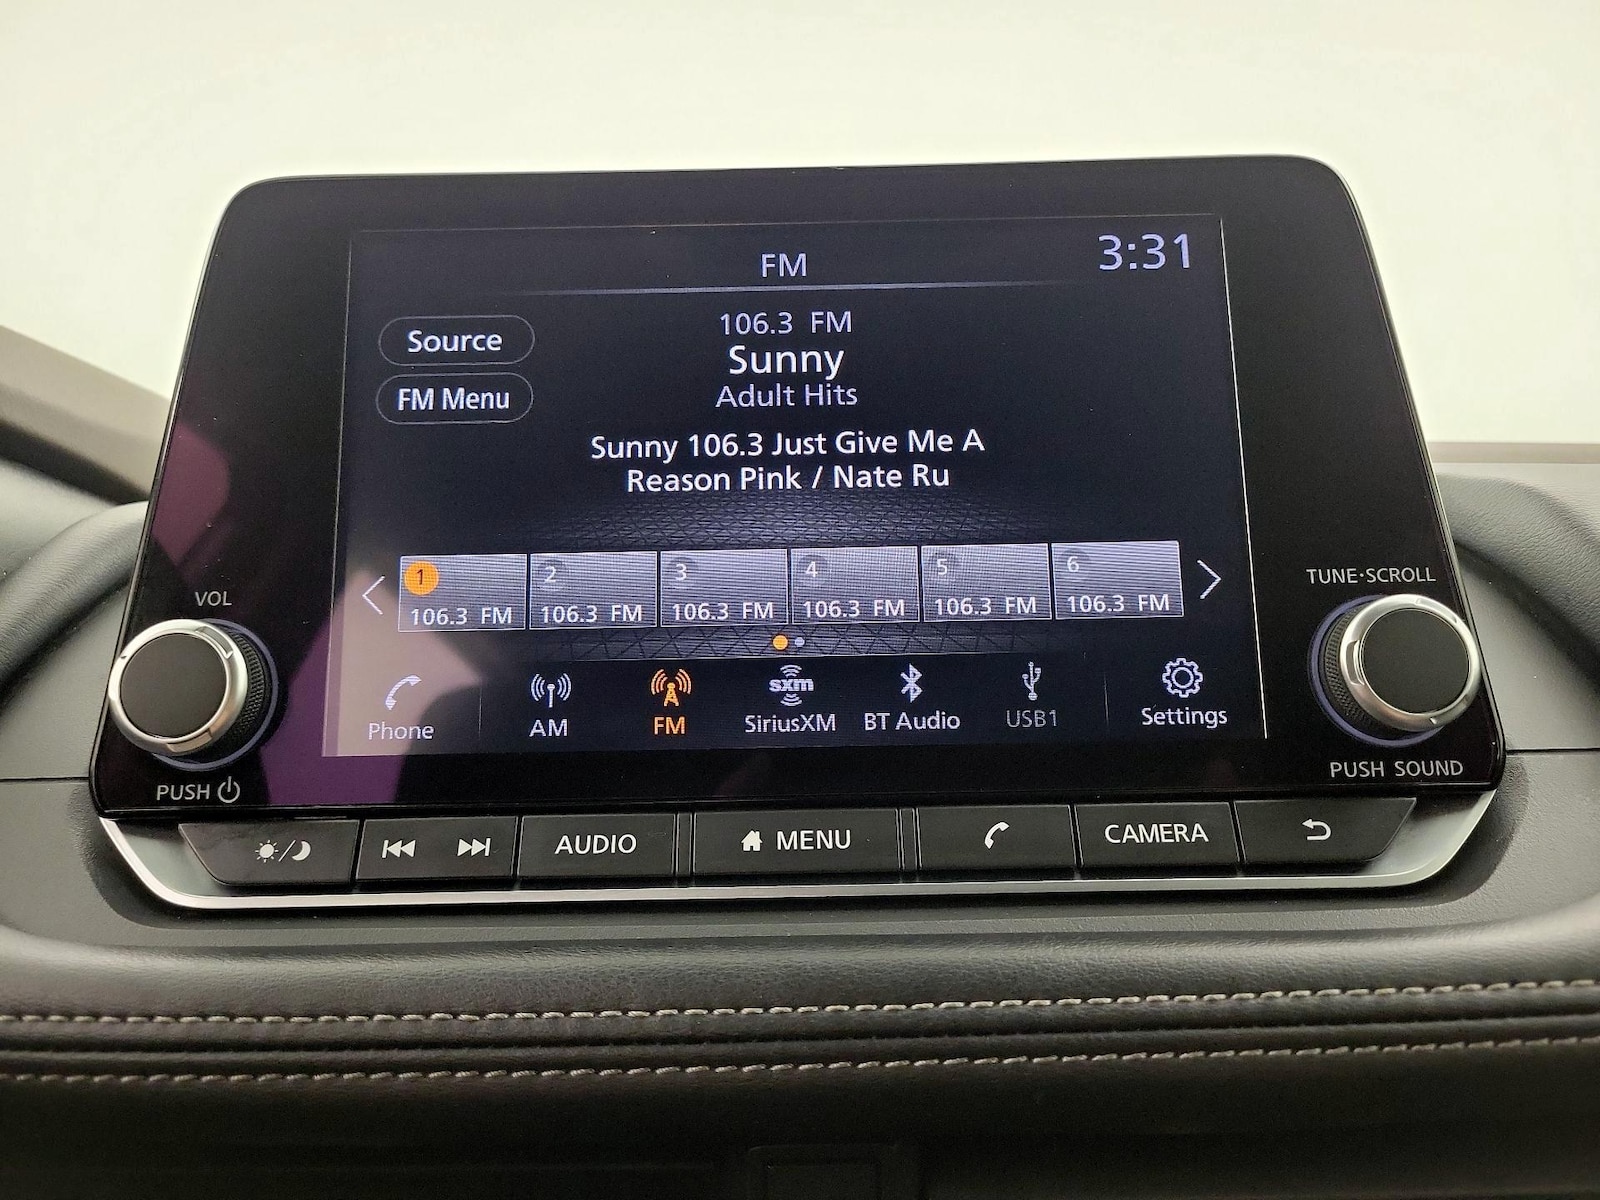 FM
3:31
Source
106.3 FM
Sunny
FM Menu
Adult Hits
Sunny 106.3 Just Give Me A
Reason Pink / Nate Ru
1 2 3 4 5 6
106.3 FM 106.3 FM 106.3 FM 106.3 FM 106.3 FM 106.3 FM
VOL
TUNE·SCROLL
sxm
Phone AM FM SiriusXM BT Audio USB1 Settings
PUSH
PUSH SOUND
AUDIO MENU CAMERA